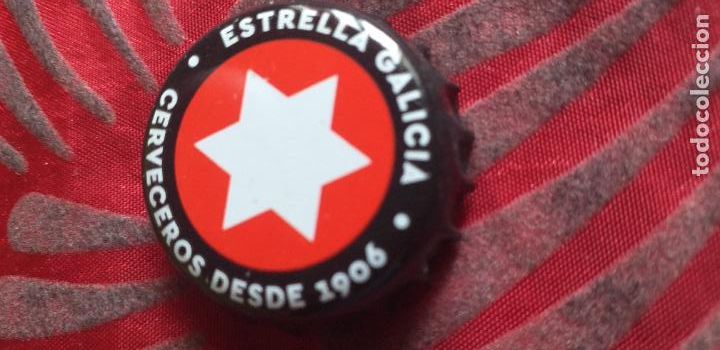 ESTRELLA GALICIA
CERVECEROS DESDE 1906
todocoleccion